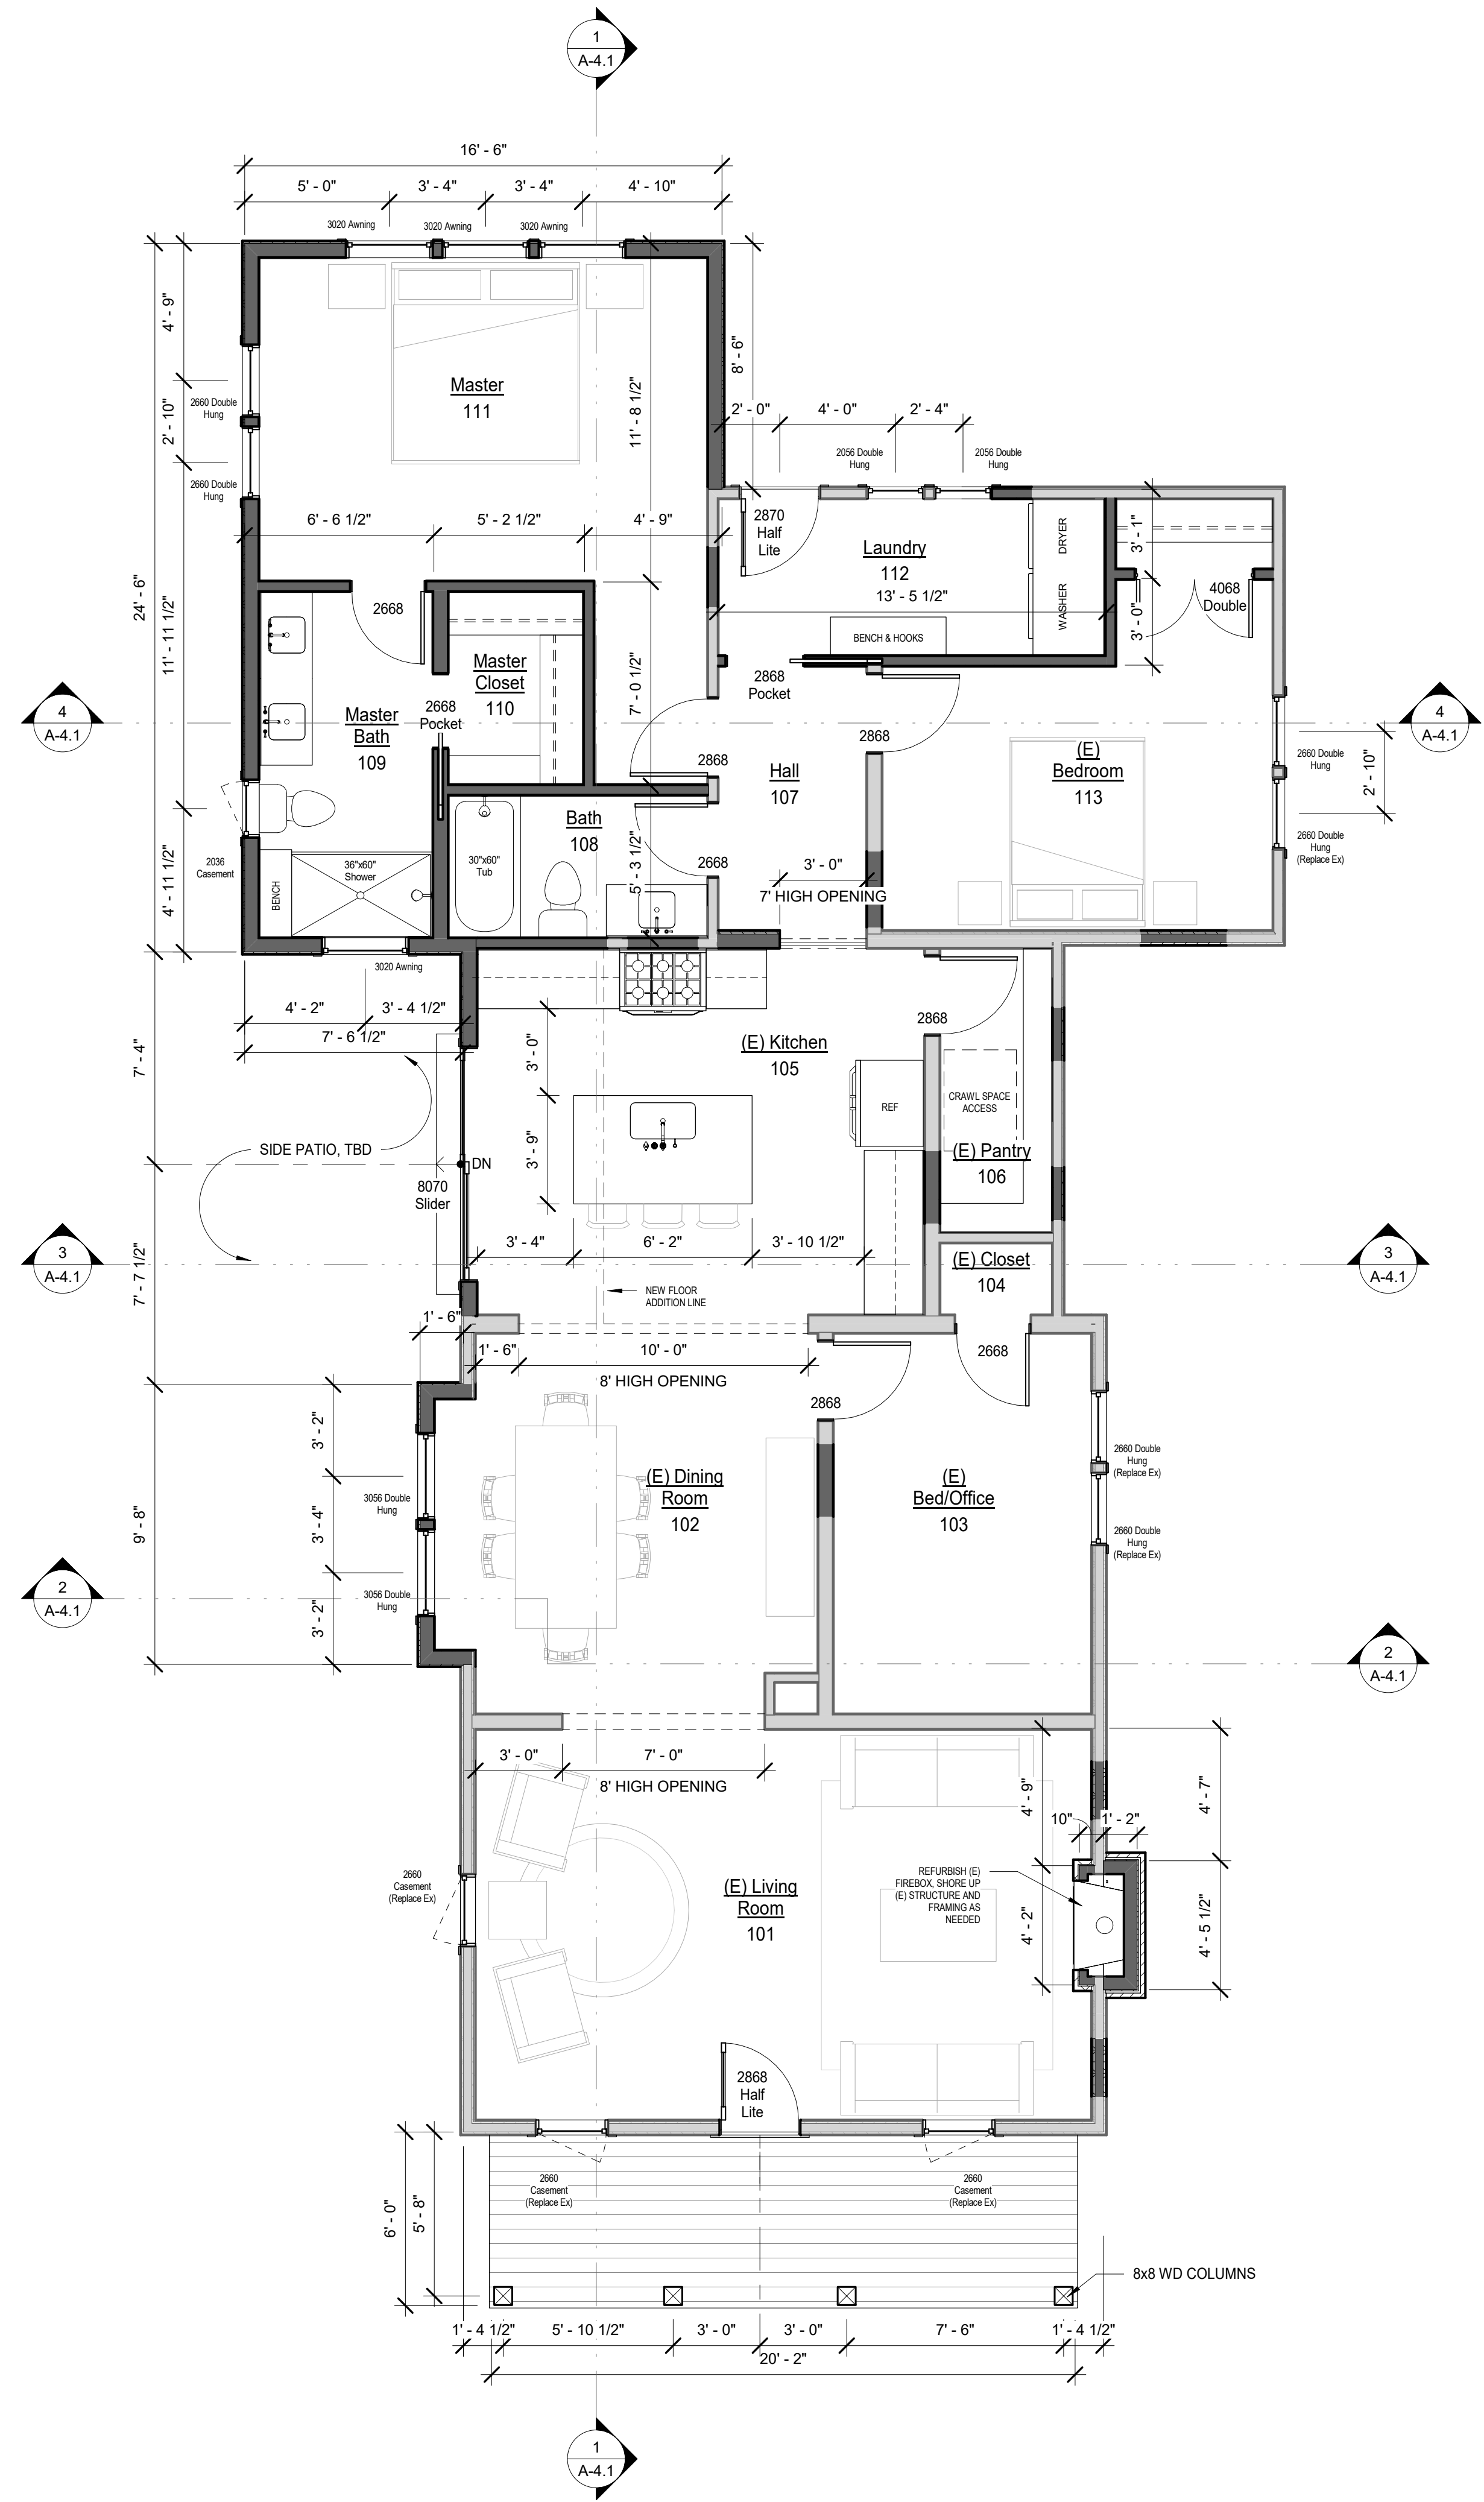 1
A-4.1
16' - 6"
5' - 0"
3' - 4"
3' - 4"
4' - 10"
3020 Awning
3020 Awning
3020 Awning
4' - 9"
2' - 10"
11' - 11 1/2"
4' - 11 1/2"
24' - 6"
2660 Double
Hung
2660 Double
Hung
Master
111
11' - 8 1/2"
8' - 6"
2' - 0"
4' - 0"
2' - 4"
2056 Double
Hung
2056 Double
Hung
6' - 6 1/2"
5' - 2 1/2"
4' - 9"
2870
Half
Lite
Laundry
112
13' - 5 1/2"
DRYER
WASHER
3' - 1"
3' - 0"
4068
Double
BENCH & HOOKS
2668
Master
Closet
110
7' - 0 1/2"
2868
Pocket
4
A-4.1
Master
Bath
109
2668
Pocket
2868
2868
Hall
107
(E)
Bedroom
113
4
A-4.1
2660 Double
Hung
2' - 10"
2660 Double
Hung
(Replace Ex)
2036
Casement
36"x60"
Shower
BENCH
30"x60"
Tub
Bath
108
5' - 3 1/2"
2668
3' - 0"
7' HIGH OPENING
3020 Awning
4' - 2"
3' - 4 1/2"
7' - 6 1/2"
7' - 4"
3' - 0"
(E) Kitchen
105
2868
REF
CRAWL SPACE
ACCESS
(E) Pantry
106
3' - 9"
SIDE PATIO, TBD
DN
8070
Slider
3
A-4.1
7' - 7 1/2"
3' - 4"
6' - 2"
3' - 10 1/2"
(E) Closet
104
3
A-4.1
NEW FLOOR
ADDITION LINE
1' - 6"
1' - 6"
10' - 0"
8' HIGH OPENING
2668
2868
3' - 2"
3' - 4"
3' - 2"
9' - 8"
3056 Double
Hung
3056 Double
Hung
(E) Dining
Room
102
(E)
Bed/Office
103
2660 Double
Hung
(Replace Ex)
2660 Double
Hung
(Replace Ex)
2
A-4.1
2
A-4.1
3' - 0"
7' - 0"
8' HIGH OPENING
4' - 9"
4' - 7"
10"
1' - 2"
2660
Casement
(Replace Ex)
(E) Living
Room
101
REFURBISH (E)
FIREBOX, SHORE UP
(E) STRUCTURE AND
FRAMING AS
NEEDED
4' - 2"
4' - 5 1/2"
2868
Half
Lite
2660
Casement
(Replace Ex)
2660
Casement
(Replace Ex)
6' - 0"
5' - 8"
8x8 WD COLUMNS
1' - 4 1/2"
5' - 10 1/2"
3' - 0"
3' - 0"
7' - 6"
1' - 4 1/2"
20' - 2"
1
A-4.1